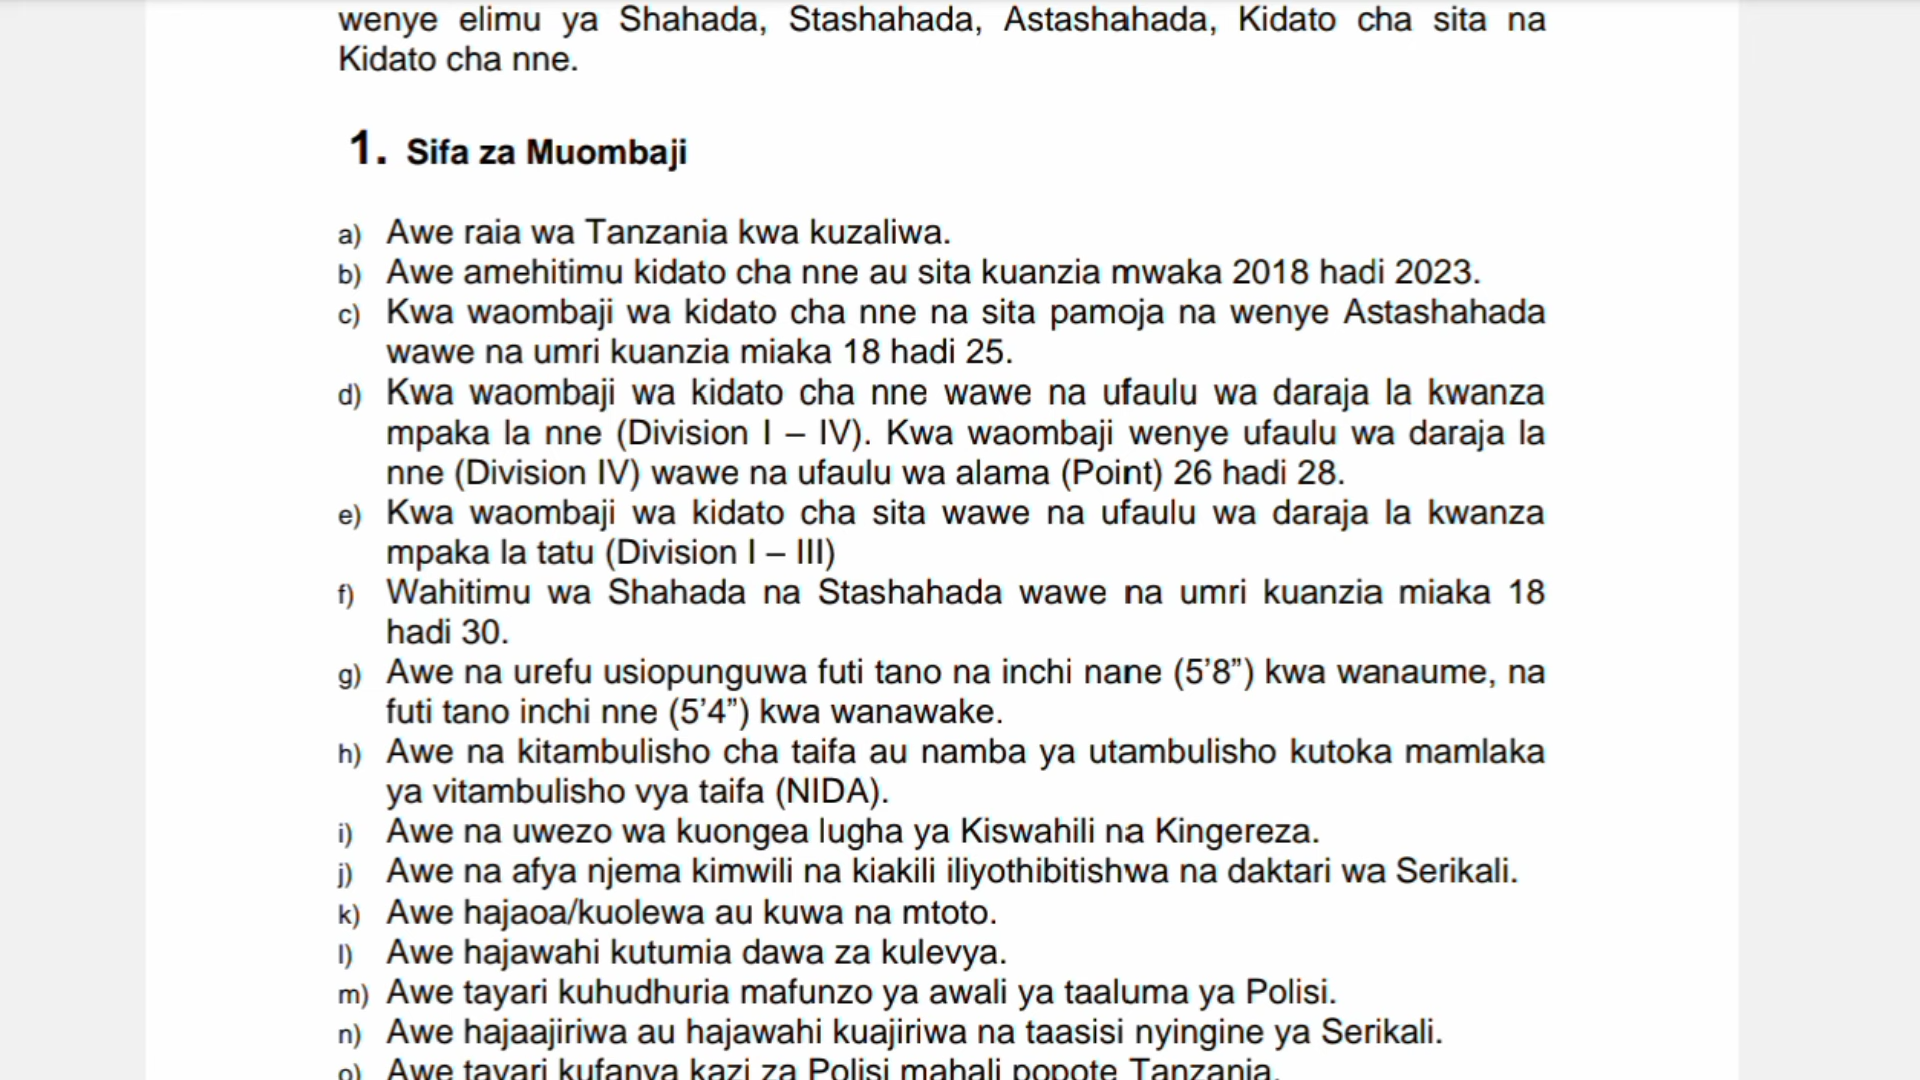 wenye elimu ya Shahada, Stashahada, Astashahada, Kidato cha sita na
Kidato cha nne.
1. Sifa za Muombaji
a) Awe raia wa Tanzania kwa kuzaliwa.
b) Awe amehitimu kidato cha nne au sita kuanzia mwaka 2018 hadi 2023.
c) Kwa waombaji wa kidato cha nne na sita pamoja na wenye Astashahada
wawe na umri kuanzia miaka 18 hadi 25.
d) Kwa waombaji wa kidato cha nne wawe na ufaulu wa daraja la kwanza
mpaka la nne (Division I – IV). Kwa waombaji wenye ufaulu wa daraja la
nne (Division IV) wawe na ufaulu wa alama (Point) 26 hadi 28.
e) Kwa waombaji wa kidato cha sita wawe na ufaulu wa daraja la kwanza
mpaka la tatu (Division I – III)
f) Wahitimu wa Shahada na Stashahada wawe na umri kuanzia miaka 18
hadi 30.
g) Awe na urefu usiopunguwa futi tano na inchi nane (5’8”) kwa wanaume, na
futi tano inchi nne (5’4”) kwa wanawake.
h) Awe na kitambulisho cha taifa au namba ya utambulisho kutoka mamlaka
ya vitambulisho vya taifa (NIDA).
i) Awe na uwezo wa kuongea lugha ya Kiswahili na Kingereza.
j) Awe na afya njema kimwili na kiakili iliyothibitishwa na daktari wa Serikali.
k) Awe hajaoa/kuolewa au kuwa na mtoto.
l) Awe hajawahi kutumia dawa za kulevya.
m) Awe tayari kuhudhuria mafunzo ya awali ya taaluma ya Polisi.
n) Awe hajaajiriwa au hajawahi kuajiriwa na taasisi nyingine ya Serikali.
o) Awe tayari kufanya kazi za Polisi mahali popote Tanzania.